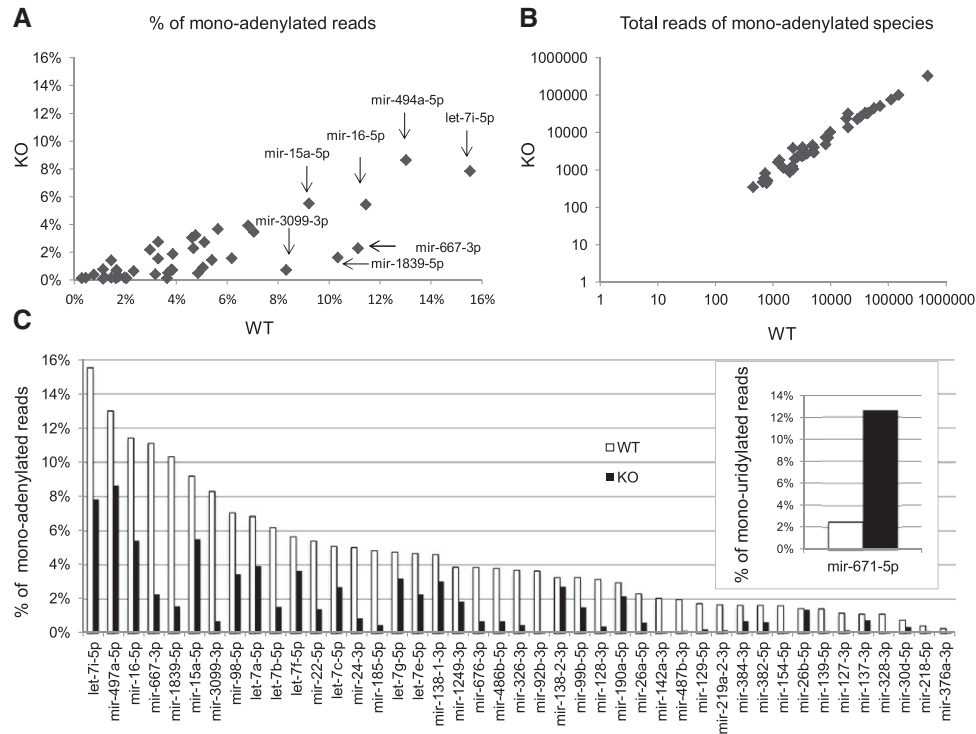 A
% of mono-adenylated reads
16%
14%
12%
10%
8%
6%
4%
2%
0%
KO
mir-494a-5p
let-7i-5p
mir-16-5p
mir-15a-5p
mir-3099-3p
mir-667-3p
mir-1839-5p
0% 2% 4% 6% 8% 10% 12% 14% 16%
WT
B
Total reads of mono-adenylated species
1000000
100000
10000
1000
100
10
1
KO
1 10 100 1000 10000 100000 1000000
WT
C
16%
14%
12%
10%
8%
6%
4%
2%
0%
% of mono-adenylated reads
WT
KO
% of mono-uridylated reads
14%
12%
10%
8%
6%
4%
2%
0%
mir-671-5p
let-7i-5p
mir-497a-5p
mir-16-5p
mir-667-3p
mir-1839-5p
mir-15a-5p
mir-3099-3p
mir-98-5p
let-7a-5p
let-7b-5p
let-7f-5p
mir-22-5p
let-7c-5p
mir-24-3p
mir-185-5p
let-7g-5p
let-7e-5p
mir-138-1-3p
mir-1249-3p
mir-676-3p
mir-486b-5p
mir-326-3p
mir-92b-3p
mir-138-2-3p
mir-99b-5p
mir-128-3p
mir-190a-5p
mir-26a-5p
mir-142a-3p
mir-487b-3p
mir-129-5p
mir-219a-2-3p
mir-384-3p
mir-382-5p
mir-154-5p
mir-26b-5p
mir-139-5p
mir-127-3p
mir-137-3p
mir-328-3p
mir-30d-5p
mir-218-5p
mir-376a-3p